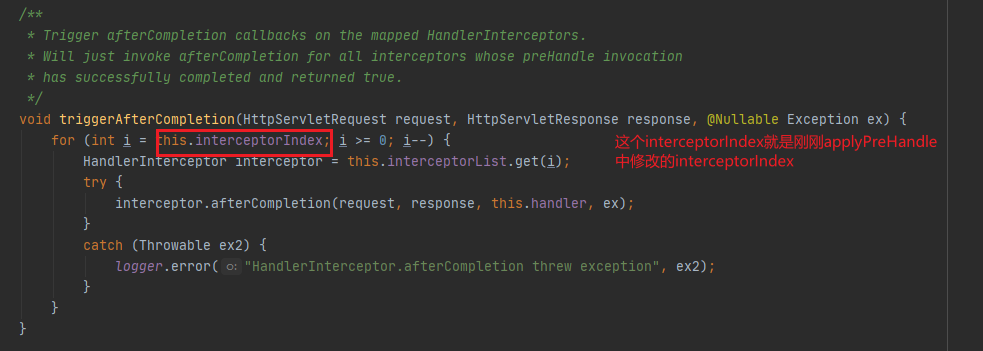 /**
 * Trigger afterCompletion callbacks on the mapped HandlerInterceptors.
 * Will just invoke afterCompletion for all interceptors whose preHandle invocation
 * has successfully completed and returned true.
 */
void triggerAfterCompletion(HttpServletRequest request, HttpServletResponse response, @Nullable Exception ex) {
    for (int i = this.interceptorIndex; i >= 0; i--) {
这个interceptorIndex就是刚刚applyPreHandle
中修改的interceptorIndex
        HandlerInterceptor interceptor = this.interceptorList.get(i);
        try {
            interceptor.afterCompletion(request, response, this.handler, ex);
        }
        catch (Throwable ex2) {
            logger.error( o: "HandlerInterceptor.afterCompletion threw exception", ex2);
        }
    }
}